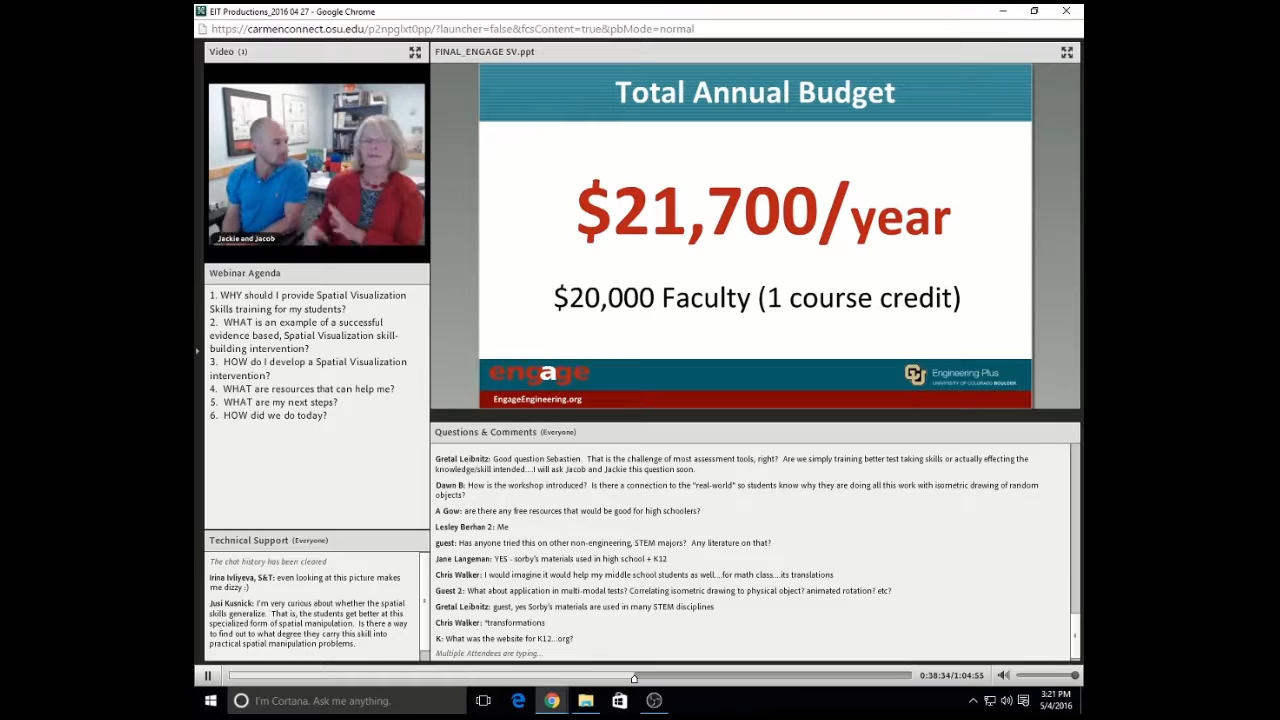 EIT Productions_2016 04 27 - Google Chrome
https://carmenconnect.osu.edu/p2npglxt0pp/?launcher=false&fcsContent=true&pbMode=normal
Video (1)
Jackie and Jacob
Webinar Agenda
1. WHY should I provide Spatial Visualization
Skills training for my students?
2. WHAT is an example of a successful
evidence based, Spatial Visualization skill-
building intervention?
3. HOW do I develop a Spatial Visualization
intervention?
4. WHAT are resources that can help me?
5. WHAT are my next steps?
6. HOW did we do today?
Technical Support (Everyone)
The chat history has been cleared
Irina Ivliyeva, S&T: even looking at this picture makes
me dizzy :)
Jusi Kusnick: I'm very curious about whether the spatial
skills generalize. That is, the students get better at this
specialized form of spatial manipulation. Is there a way
to find out to what degree they carry this skill into
practical spatial manipulation problems.
FINAL_ENGAGE SV.ppt
Total Annual Budget
$21,700/year
$20,000 Faculty (1 course credit)
engage
Engineering Plus
UNIVERSITY OF COLORADO BOULDER
EngageEngineering.org
Questions & Comments (Everyone)
Gretal Leibnitz: Good question Sebastien. That is the challenge of most assessment tools, right? Are we simply training better test taking skills or actually effecting the
knowledge/skill intended....I will ask Jacob and Jackie this question soon.
Dawn B: How is the workshop introduced? Is there a connection to the "real-world" so students know why they are doing all this work with isometric drawing of random
objects?
A Gow: are there any free resources that would be good for high schoolers?
Lesley Berhan 2: Me
guest: Has anyone tried this on other non-engineering, STEM majors? Any literature on that?
Jane Langeman: YES - sorby's materials used in high school + K12
Chris Walker: I would imagine it would help my middle school students as well....for math class....its translations
Guest 2: What about application in multi-modal tests? Correlating isometric drawing to physical object? animated rotation? etc?
Gretal Leibnitz: guest, yes Sorby's materials are used in many STEM disciplines
Chris Walker: *transformations
K: What was the website for K12...org?
Multiple Attendees are typing...
0:38:34/1:04:55
I'm Cortana. Ask me anything.
3:21 PM
5/4/2016